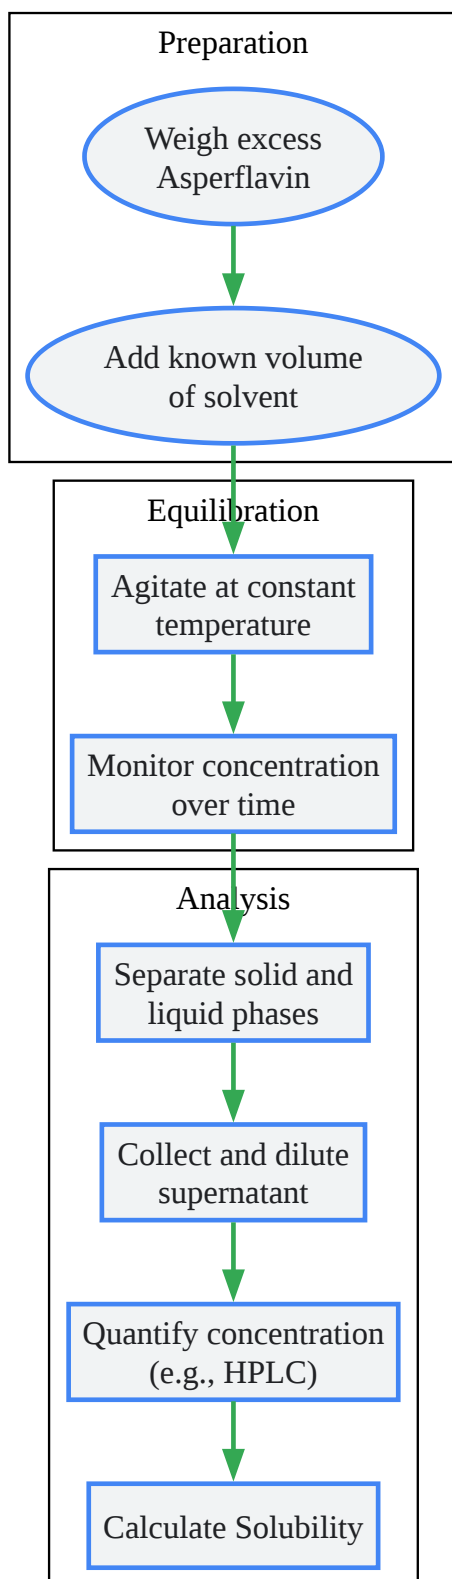 Preparation
Weigh excess
Asperflavin
Add known volume
of solvent
Equilibration
Agitate at constant
temperature
Monitor concentration
over time
Analysis
Separate solid and
liquid phases
Collect and dilute
supernatant
Quantify concentration
(e.g., HPLC)
Calculate Solubility